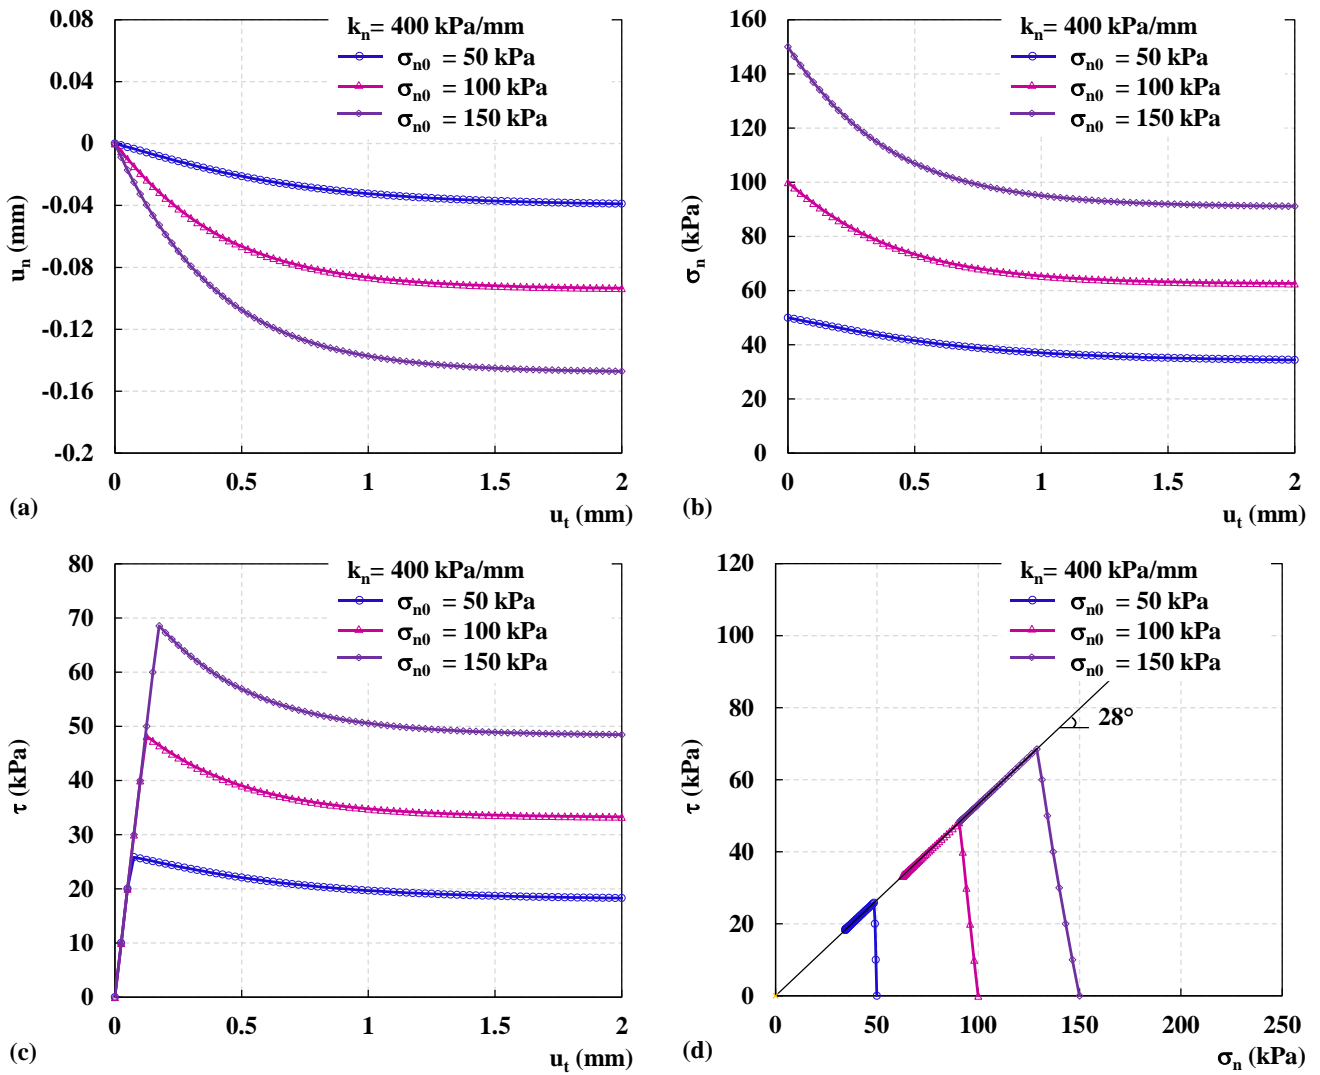 0.08
0.04
0
-0.04
-0.08
-0.12
-0.16
-0.2
uₙ (mm)
kₙ= 400 kPa/mm
σₙ₀ = 50 kPa
σₙ₀ = 100 kPa
σₙ₀ = 150 kPa
0 0.5 1 1.5 2
(a)
uₜ (mm)
160
140
120
100
80
60
40
20
0
σₙ (kPa)
kₙ= 400 kPa/mm
σₙ₀ = 50 kPa
σₙ₀ = 100 kPa
σₙ₀ = 150 kPa
0 0.5 1 1.5 2
(b)
uₜ (mm)
80
70
60
50
40
30
20
10
0
τ (kPa)
kₙ= 400 kPa/mm
σₙ₀ = 50 kPa
σₙ₀ = 100 kPa
σₙ₀ = 150 kPa
0 0.5 1 1.5 2
(c)
uₜ (mm)
120
100
80
60
40
20
0
τ (kPa)
kₙ= 400 kPa/mm
σₙ₀ = 50 kPa
σₙ₀ = 100 kPa
σₙ₀ = 150 kPa
28°
0 50 100 150 200 250
(d)
σₙ (kPa)